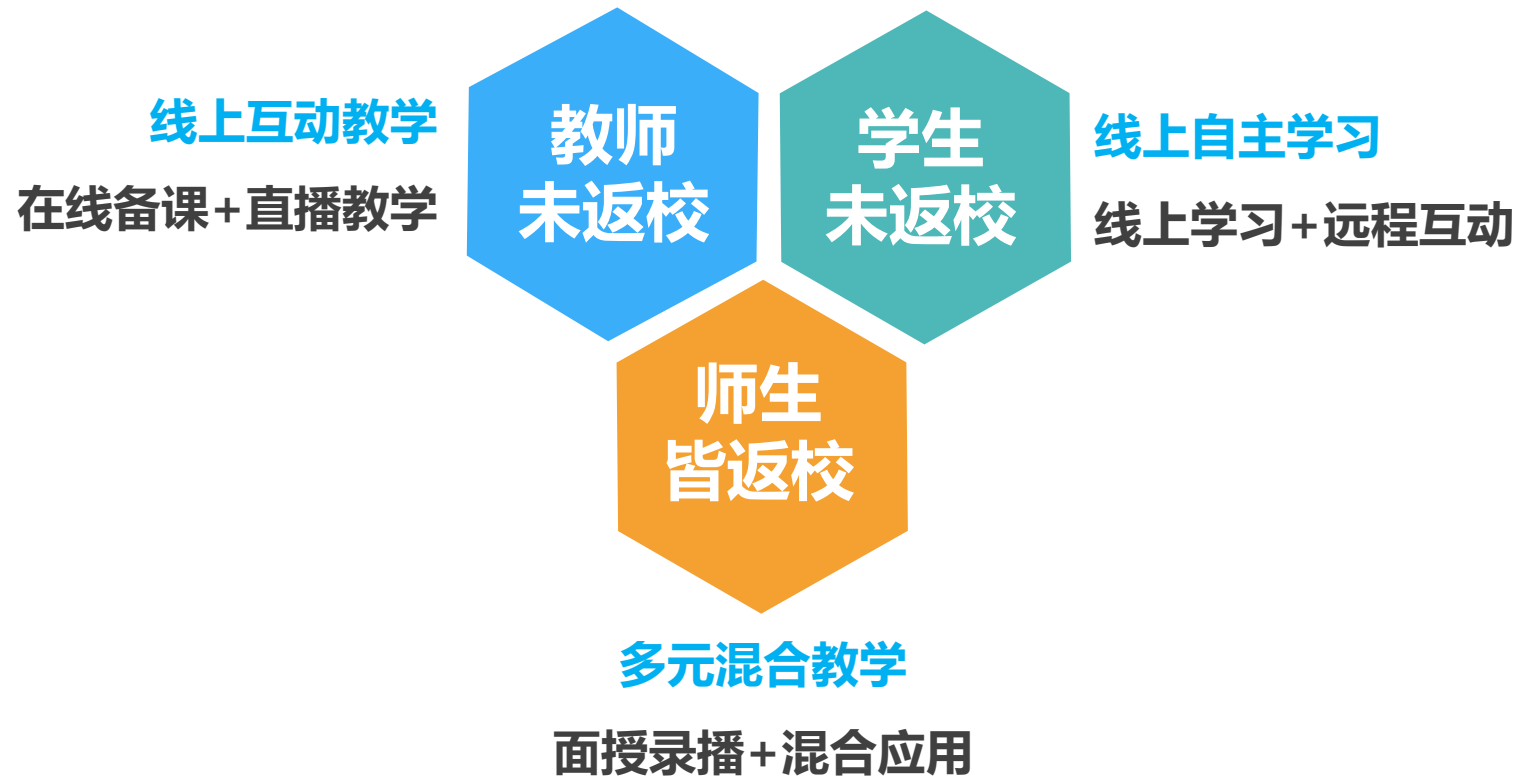 线上互动教学
在线备课+直播教学
教师
未返校
学生
未返校
线上自主学习
线上学习+远程互动
师生
皆返校
多元混合教学
面授录播+混合应用